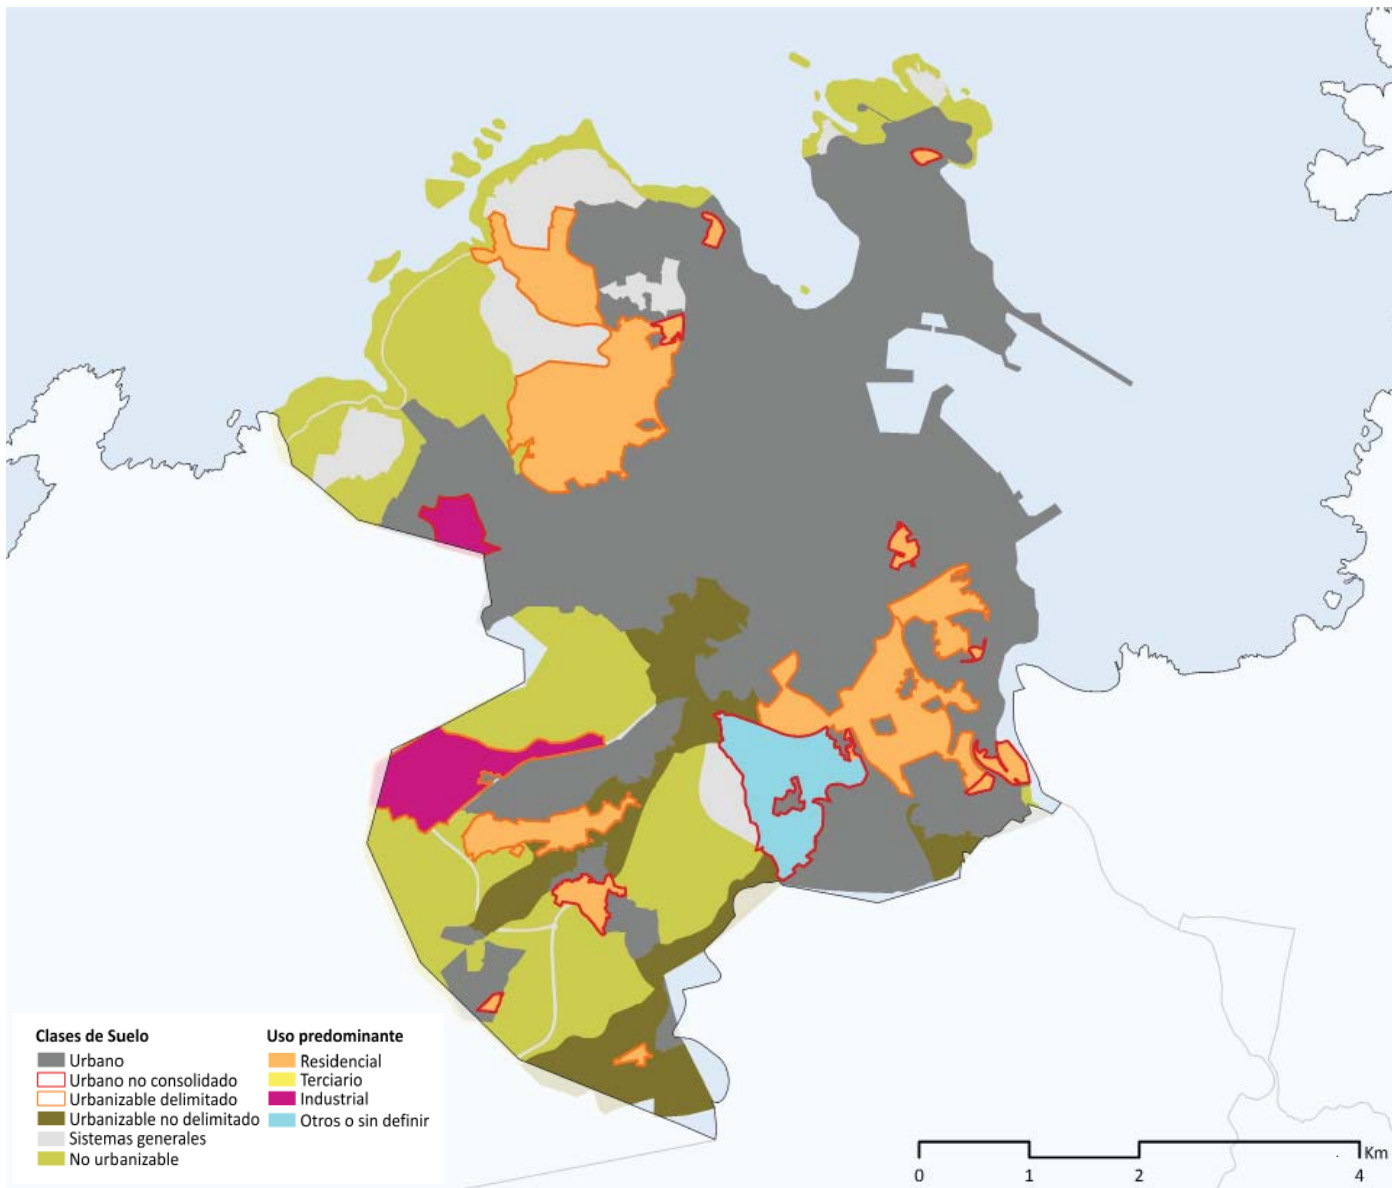 Clases de Suelo
Urbano
Urbano no consolidado
Urbanizable delimitado
Urbanizable no delimitado
Sistemas generales
No urbanizable
Uso predominante
Residencial
Terciario
Industrial
Otros o sin definir
Km
0 1 2 4